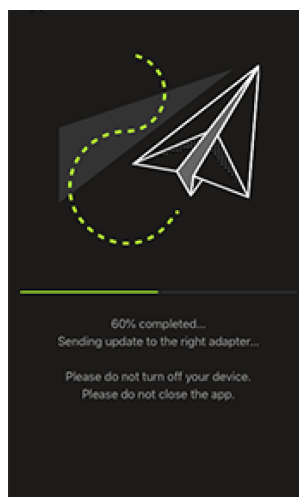 60% completed...
Sending update to the right adapter...
Please do not turn off your device.
Please do not close the app.